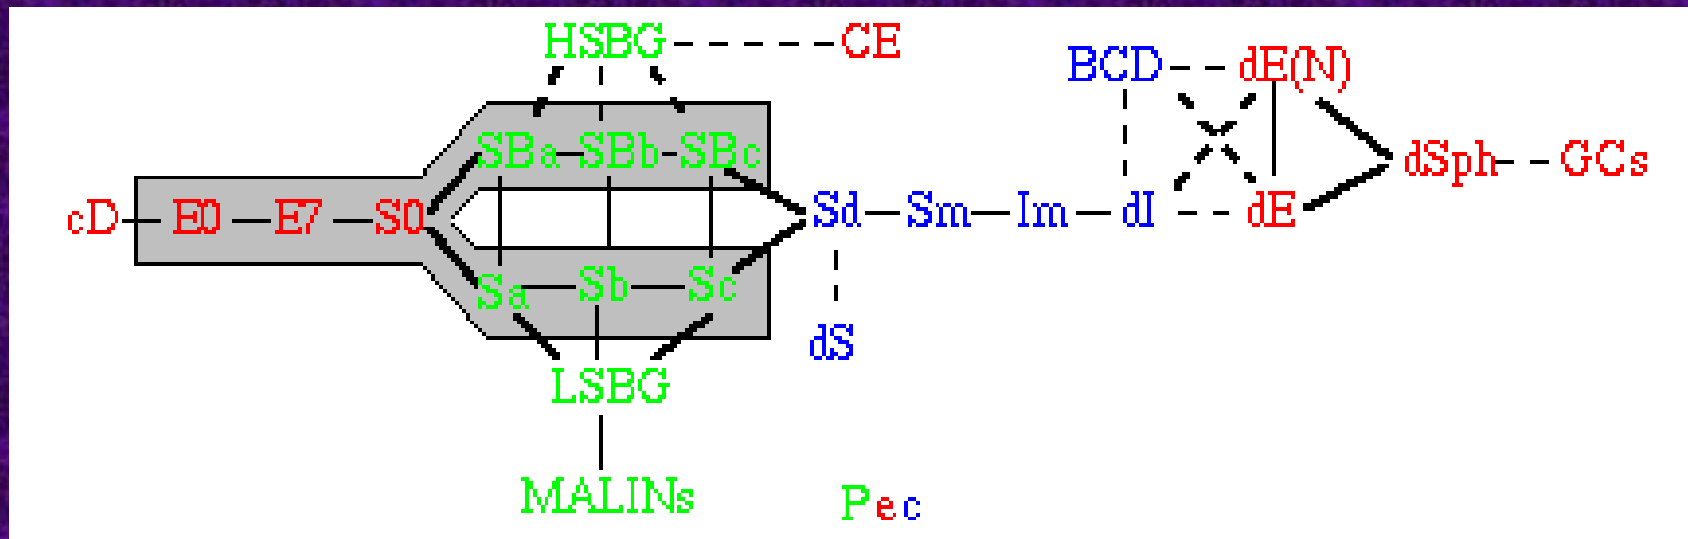 HSBG CE
BCD dE(N)
SBa SBb SBc
dSph GCs
cD E0 E7 S0 Sd Sm Im dI dE
Sa Sb Sc
dS
LSBG
MALINs
Pec